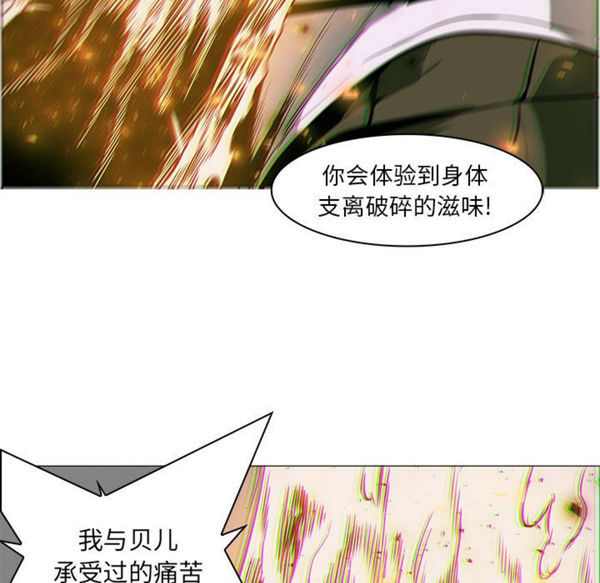 你会体验到身体
支离破碎的滋味!
我与贝儿
承受过的痛苦